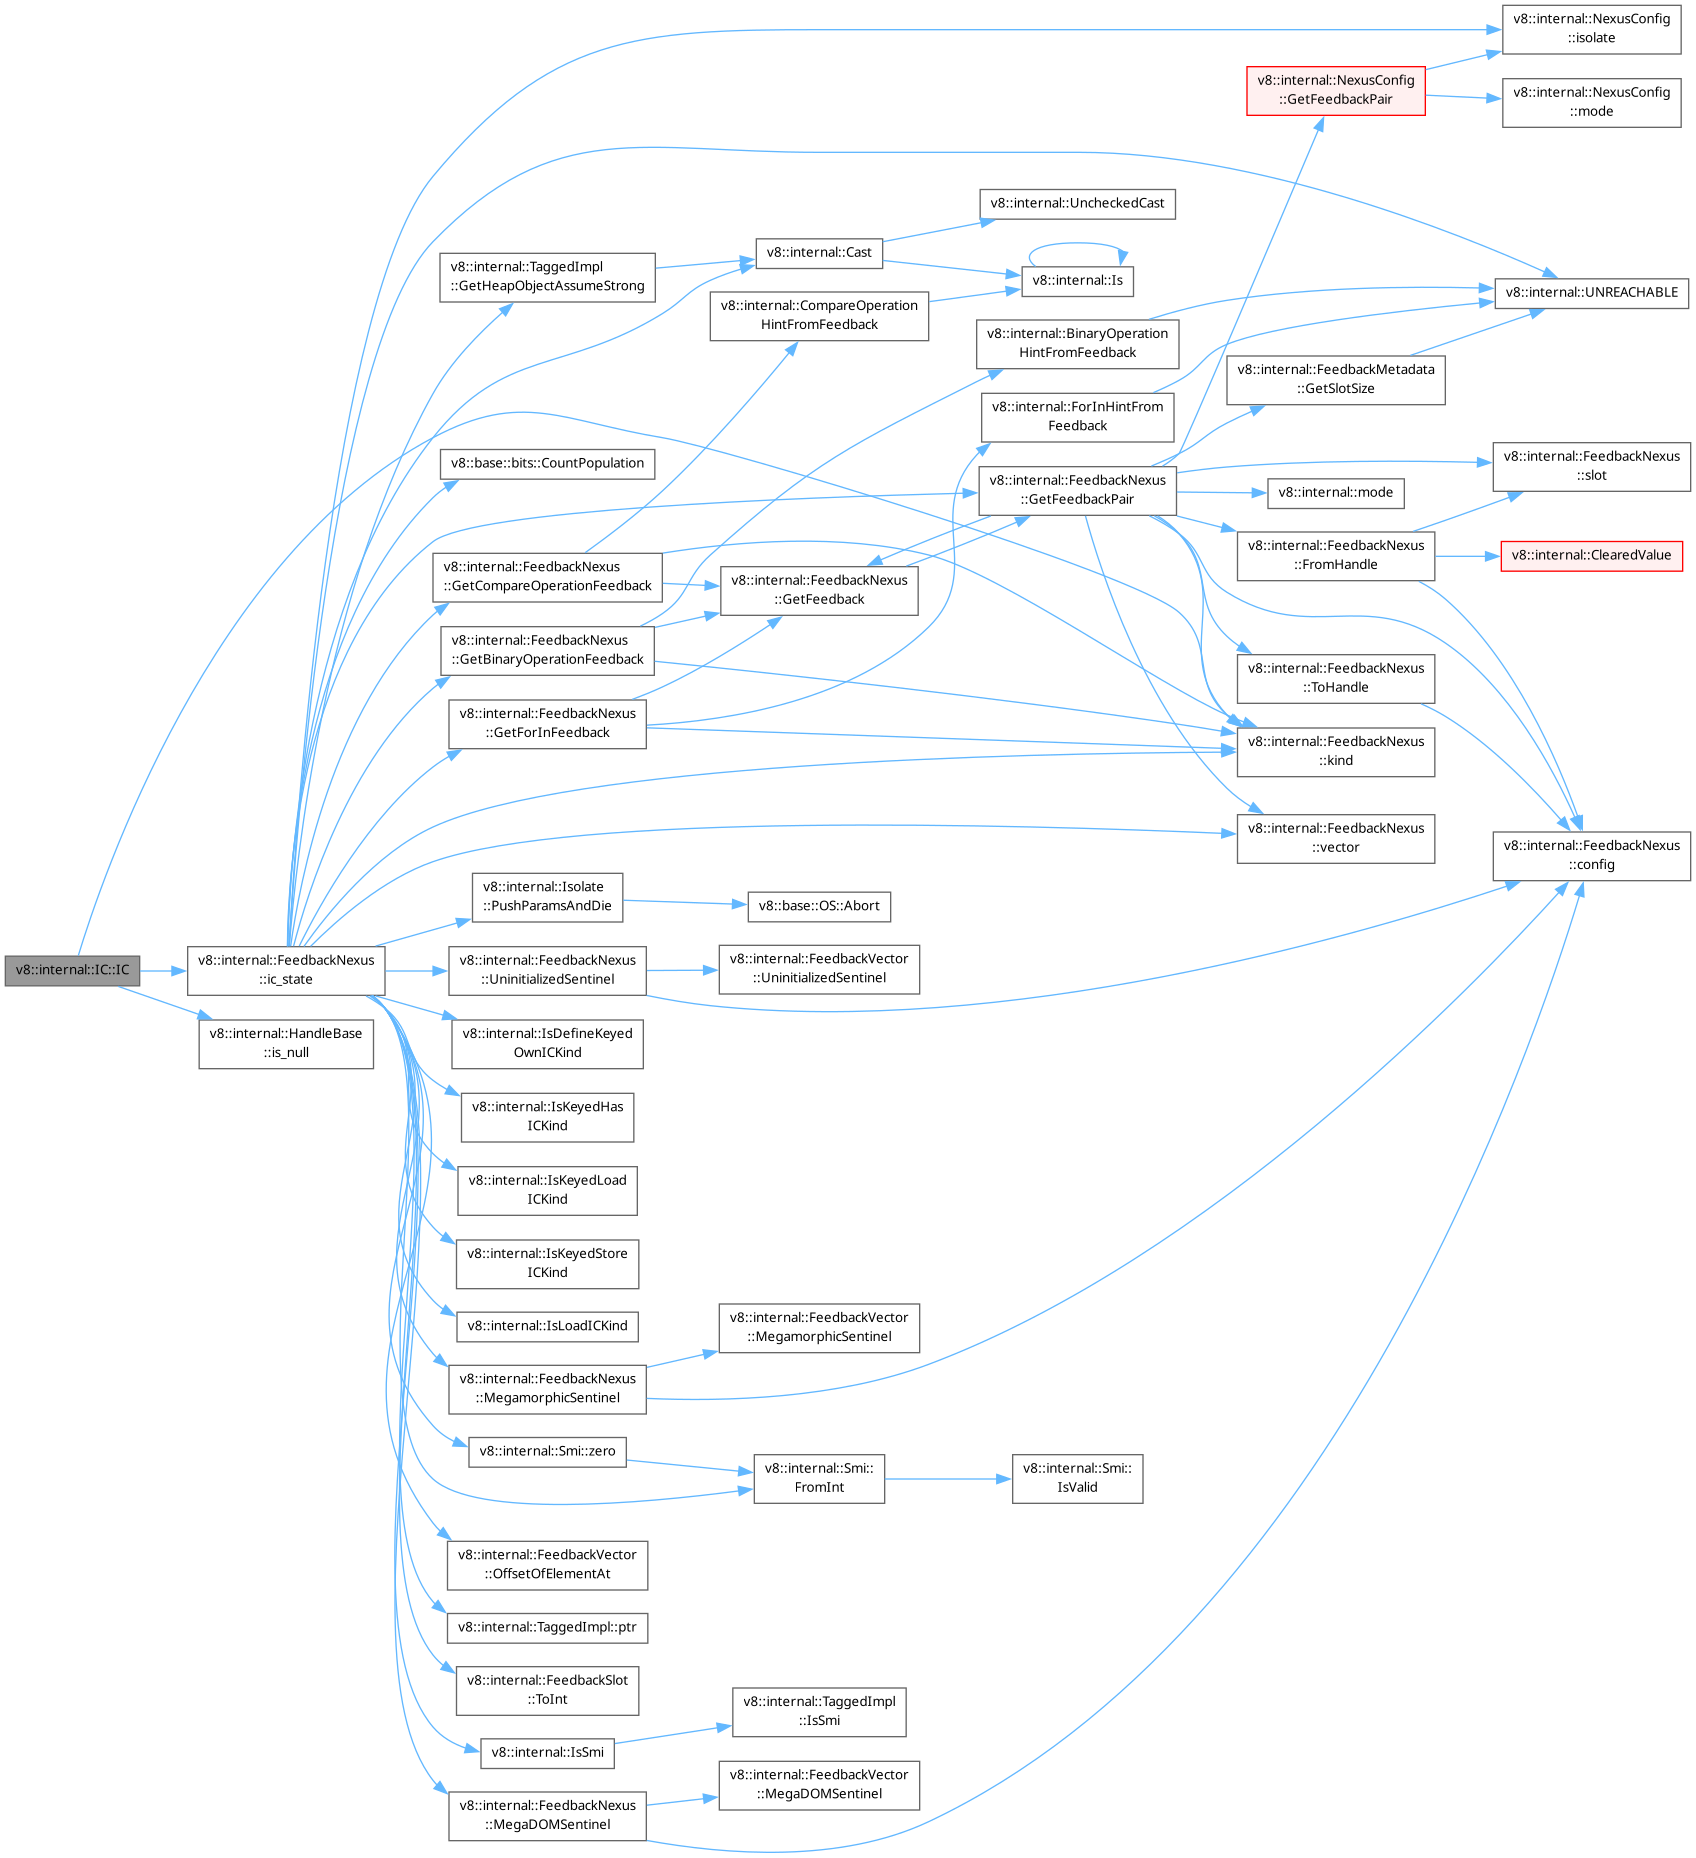 v8::internal::IC::IC
v8::internal::FeedbackNexus
::ic_state
v8::internal::HandleBase
::is_null
v8::internal::TaggedImpl
::GetHeapObjectAssumeStrong
v8::base::bits::CountPopulation
v8::internal::FeedbackNexus
::GetCompareOperationFeedback
v8::internal::FeedbackNexus
::GetBinaryOperationFeedback
v8::internal::FeedbackNexus
::GetForInFeedback
v8::internal::Isolate
::PushParamsAndDie
v8::internal::FeedbackNexus
::UninitializedSentinel
v8::internal::IsDefineKeyed
OwnICKind
v8::internal::IsKeyedHas
ICKind
v8::internal::IsKeyedLoad
ICKind
v8::internal::IsKeyedStore
ICKind
v8::internal::IsLoadICKind
v8::internal::FeedbackNexus
::MegamorphicSentinel
v8::internal::Smi::zero
v8::internal::FeedbackVector
::OffsetOfElementAt
v8::internal::TaggedImpl::ptr
v8::internal::FeedbackSlot
::ToInt
v8::internal::IsSmi
v8::internal::FeedbackNexus
::MegaDOMSentinel
v8::internal::Cast
v8::internal::CompareOperation
HintFromFeedback
v8::internal::FeedbackNexus
::GetFeedback
v8::base::OS::Abort
v8::internal::FeedbackVector
::UninitializedSentinel
v8::internal::FeedbackVector
::MegamorphicSentinel
v8::internal::Smi::
FromInt
v8::internal::TaggedImpl
::IsSmi
v8::internal::FeedbackVector
::MegaDOMSentinel
v8::internal::UncheckedCast
v8::internal::Is
v8::internal::BinaryOperation
HintFromFeedback
v8::internal::ForInHintFrom
Feedback
v8::internal::FeedbackNexus
::GetFeedbackPair
v8::internal::Smi::
IsValid
v8::internal::NexusConfig
::GetFeedbackPair
v8::internal::FeedbackMetadata
::GetSlotSize
v8::internal::mode
v8::internal::FeedbackNexus
::FromHandle
v8::internal::FeedbackNexus
::ToHandle
v8::internal::FeedbackNexus
::kind
v8::internal::FeedbackNexus
::vector
v8::internal::NexusConfig
::isolate
v8::internal::NexusConfig
::mode
v8::internal::UNREACHABLE
v8::internal::FeedbackNexus
::slot
v8::internal::ClearedValue
v8::internal::FeedbackNexus
::config